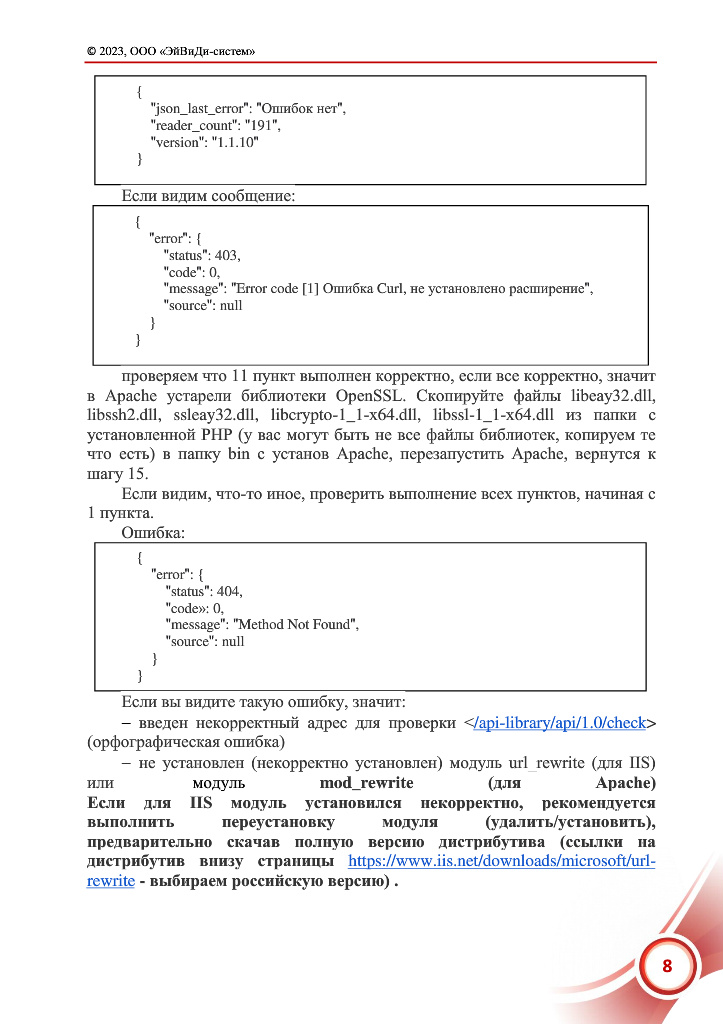 © 2023, ООО «ЭйВиДи-систем»
{
"json_last_error": "Ошибок нет",
"reader_count": "191",
"version": "1.1.10"
}
Если видим сообщение:
{
"error": {
"status": 403,
"code": 0,
"message": "Error code [1] Ошибка Curl, не установлено расширение",
"source": null
}
}
проверяем что 11 пункт выполнен корректно, если все корректно, значит
в Apache устарели библиотеки OpenSSL. Скопируйте файлы libeay32.dll,
libssh2.dll, ssleay32.dll, libcrypto-1_1-x64.dll, libssl-1_1-x64.dll из папки с
установленной PHP (у вас могут быть не все файлы библиотек, копируем те
что есть) в папку bin с установ Apache, перезапустить Apache, вернутся к
шагу 15.
Если видим, что-то иное, проверить выполнение всех пунктов, начиная с
1 пункта.
Ошибка:
{
"error": {
"status": 404,
"code»: 0,
"message": "Method Not Found",
"source": null
}
}
Если вы видите такую ошибку, значит:
– введен некорректный адрес для проверки </api-library/api/1.0/check>
(орфографическая ошибка)
– не установлен (некорректно установлен) модуль url_rewrite (для IIS)
или модуль mod_rewrite (для Apache)
Если для IIS модуль установился некорректно, рекомендуется
выполнить переустановку модуля (удалить/установить),
предварительно скачав полную версию дистрибутива (ссылки на
дистрибутив внизу страницы https://www.iis.net/downloads/microsoft/url-
rewrite - выбираем российскую версию) .
8